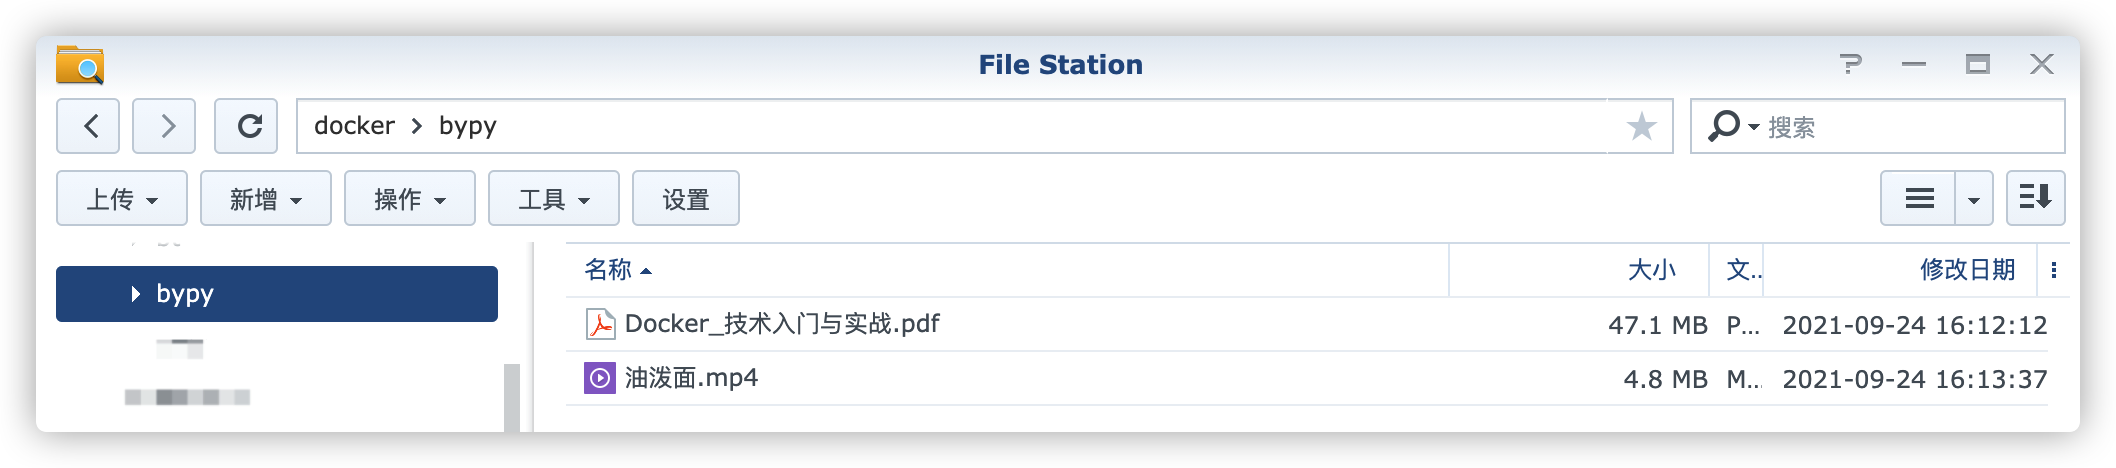 File Station
docker > bypy
搜索
上传 新增 操作 工具 设置
bypy
名称 大小 文... 修改日期
Docker_技术入门与实战.pdf 47.1 MB P... 2021-09-24 16:12:12
油泼面.mp4 4.8 MB M... 2021-09-24 16:13:37